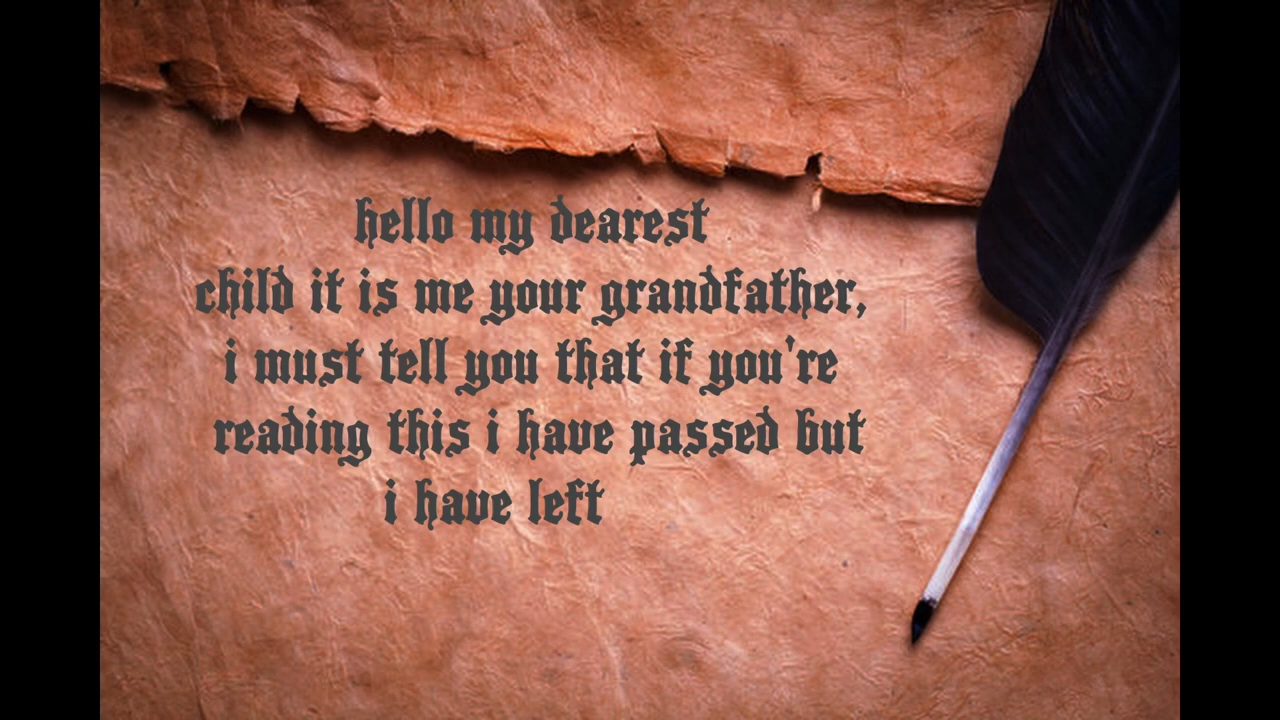 hello my dearest
child it is me your grandfather,
i must tell you that if you're
reading this i have passed but
i have left